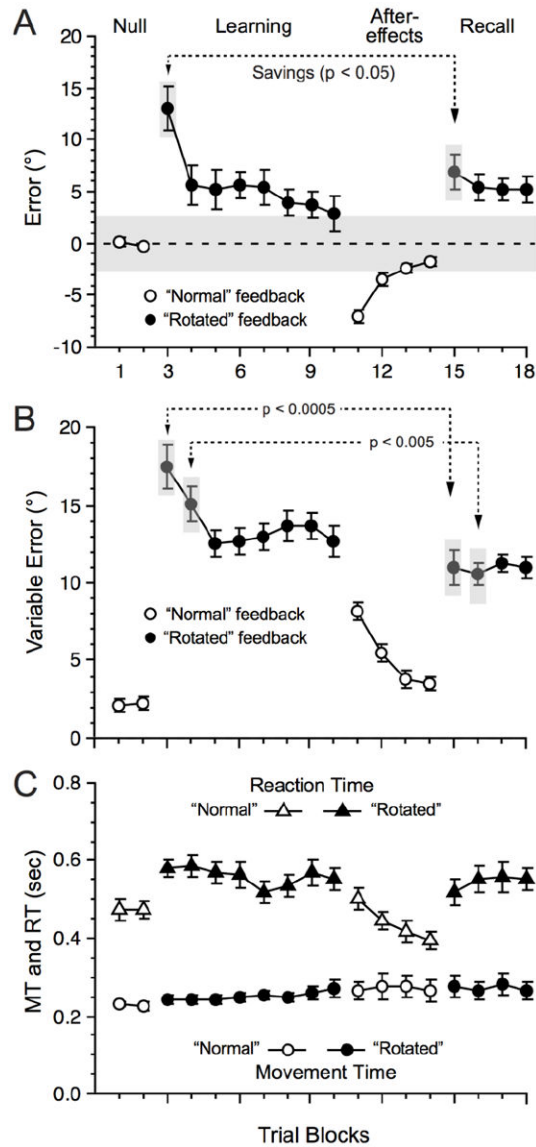 A
Null
Learning
After-
effects
Recall
Savings (p < 0.05)
20
15
10
5
0
-5
-10
Error (°)
"Normal" feedback
"Rotated" feedback
1
3
6
9
12
15
18
B
p < 0.0005
p < 0.005
20
15
10
5
0
Variable Error (°)
"Normal" feedback
"Rotated" feedback
C
0.8
0.6
0.4
0.2
0.0
MT and RT (sec)
Reaction Time
"Normal" "Rotated"
"Normal" "Rotated"
Movement Time
Trial Blocks